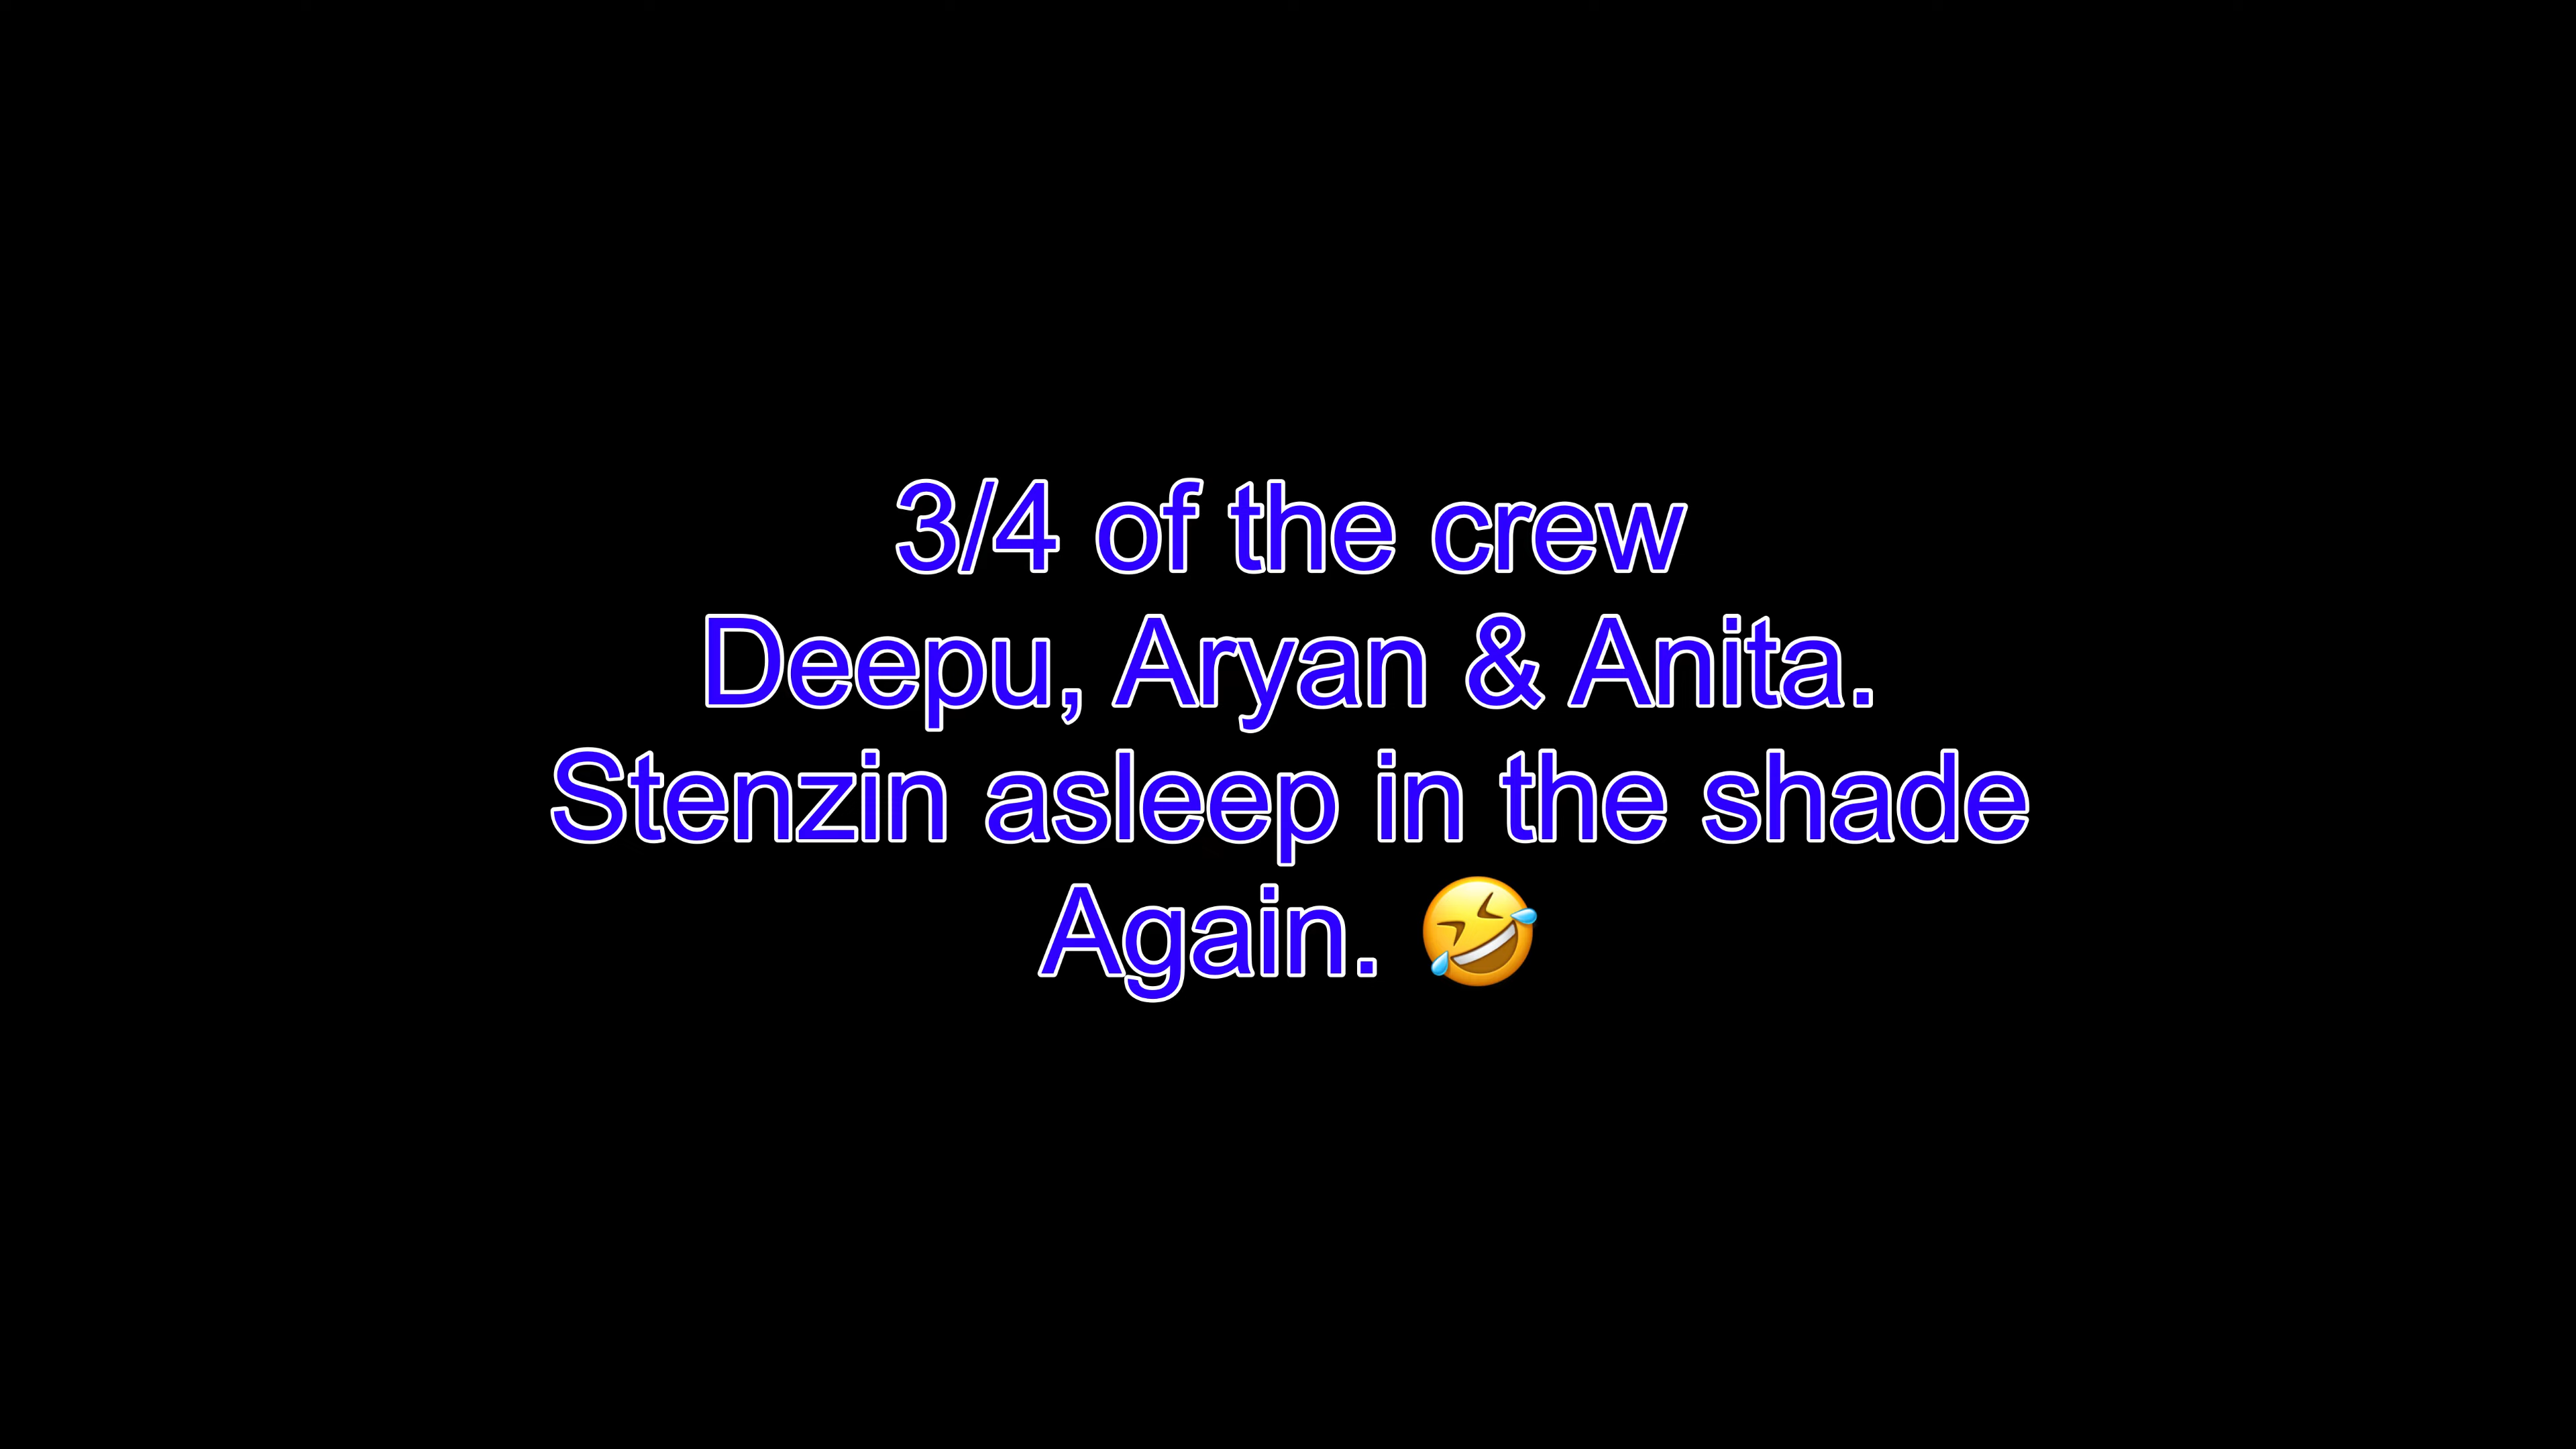 3/4 of the crew
Deepu, Aryan & Anita.
Stenzin asleep in the shade
Again. 🤣